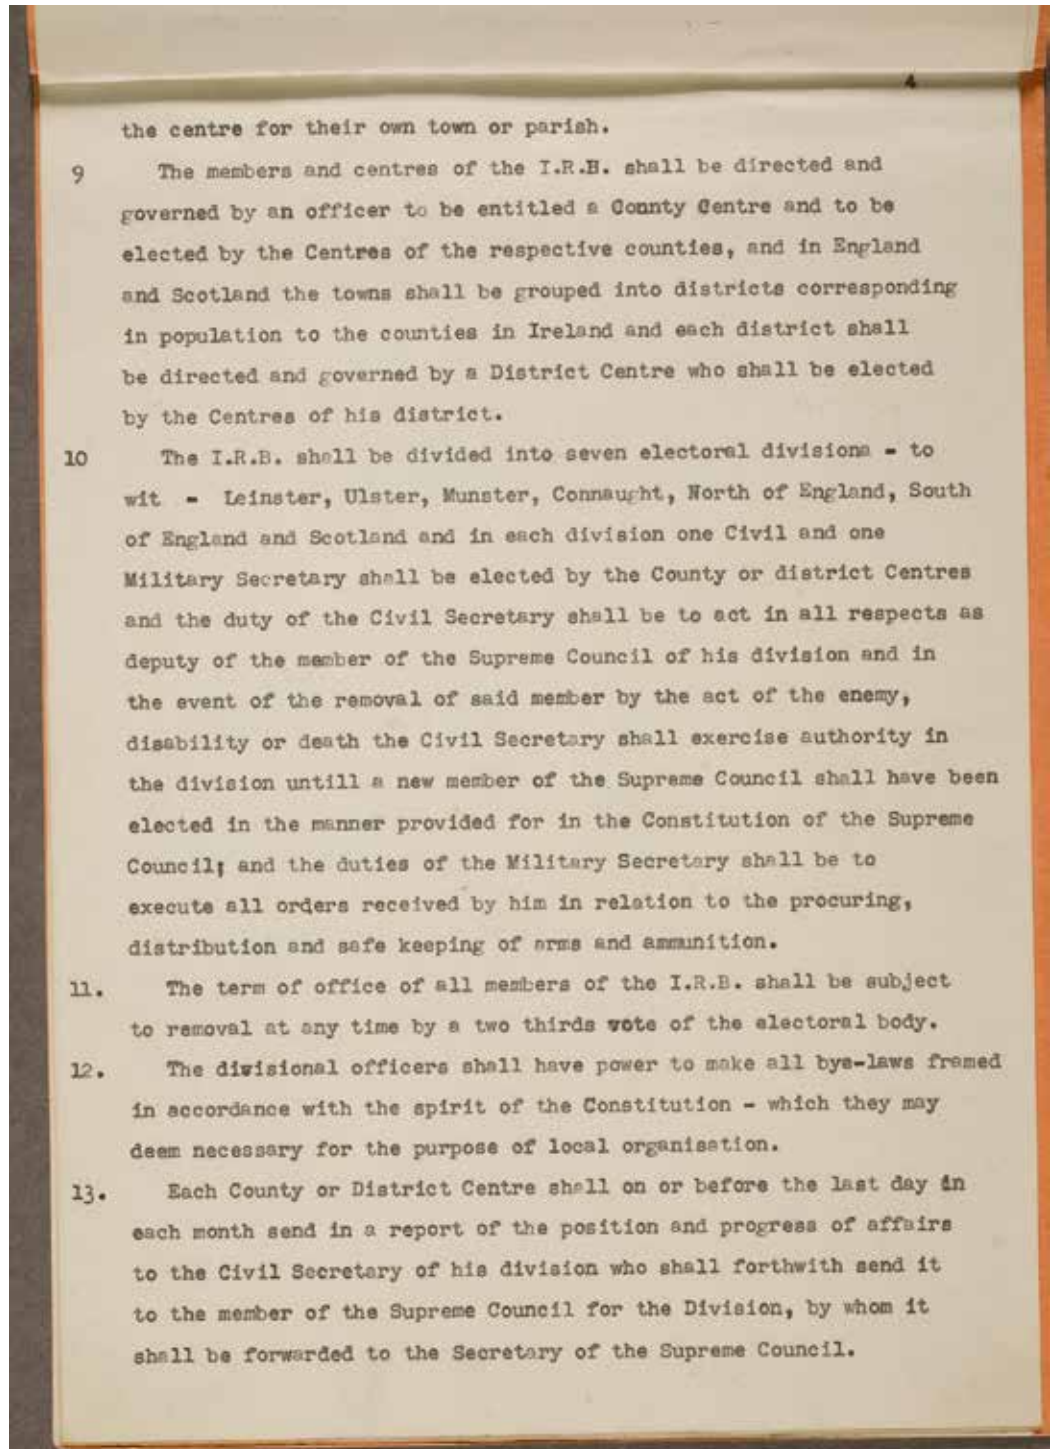 4
the centre for their own town or parish.
9 The members and centres of the I.R.B. shall be directed and
governed by an officer to be entitled a Connty Centre and to be
elected by the Centres of the respective counties, and in England
and Scotland the towns shall be grouped into districts corresponding
in population to the counties in Ireland and each district shall
be directed and governed by a District Centre who shall be elected
by the Centres of his district.
10 The I.R.B. shall be divided into seven electoral divisions - to
wit - Leinster, Ulster, Munster, Connaught, North of England, South
of England and Scotland and in each division one Civil and one
Military Secretary shall be elected by the County or district Centres
and the duty of the Civil Secretary shall be to act in all respects as
deputy of the member of the Supreme Council of his division and in
the event of the removal of said member by the act of the enemy,
disability or death the Civil Secretary shall exercise authority in
the division untill a new member of the Supreme Council shall have been
elected in the manner provided for in the Constitution of the Supreme
Council; and the duties of the Military Secretary shall be to
execute all orders received by him in relation to the procuring,
distribution and safe keeping of arms and ammunition.
11. The term of office of all members of the I.R.B. shall be subject
to removal at any time by a two thirds vote of the electoral body.
12. The divisional officers shall have power to make all bye-laws framed
in accordance with the spirit of the Constitution - which they may
deem necessary for the purpose of local organisation.
13. Each County or District Centre shall on or before the last day in
each month send in a report of the position and progress of affairs
to the Civil Secretary of his division who shall forthwith send it
to the member of the Supreme Council for the Division, by whom it
shall be forwarded to the Secretary of the Supreme Council.